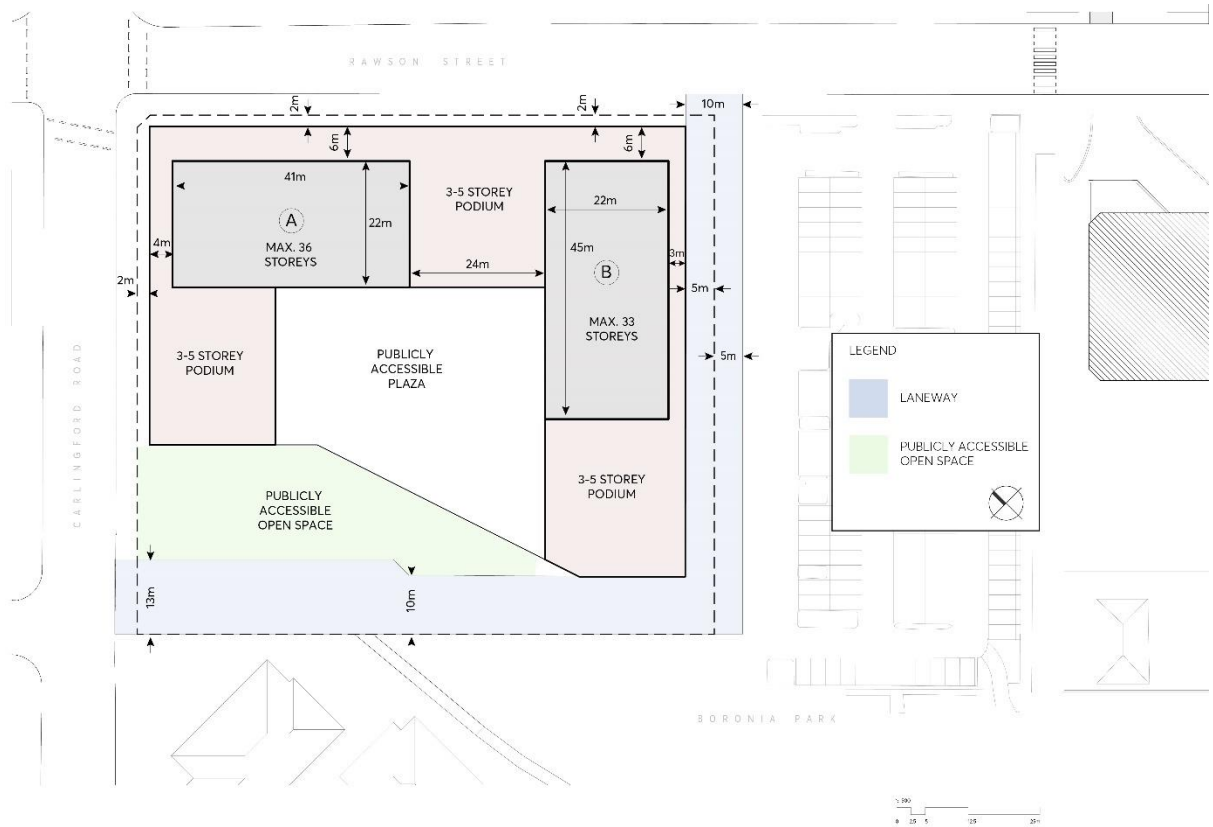 RAWSON STREET
2m
2m
10m
6m
6m
41m
3-5 STOREY
PODIUM
22m
22m
A
MAX. 36
STOREYS
4m
45m
3m
24m
B
2m
5m
MAX. 33
STOREYS
3-5 STOREY
PODIUM
PUBLICLY
ACCESSIBLE
PLAZA
5m
CARLINGFORD ROAD
3-5 STOREY
PODIUM
PUBLICLY
ACCESSIBLE
OPEN SPACE
13m
10m
LEGEND
LANEWAY
PUBLICLY ACCESSIBLE
OPEN SPACE
BORONIA PARK